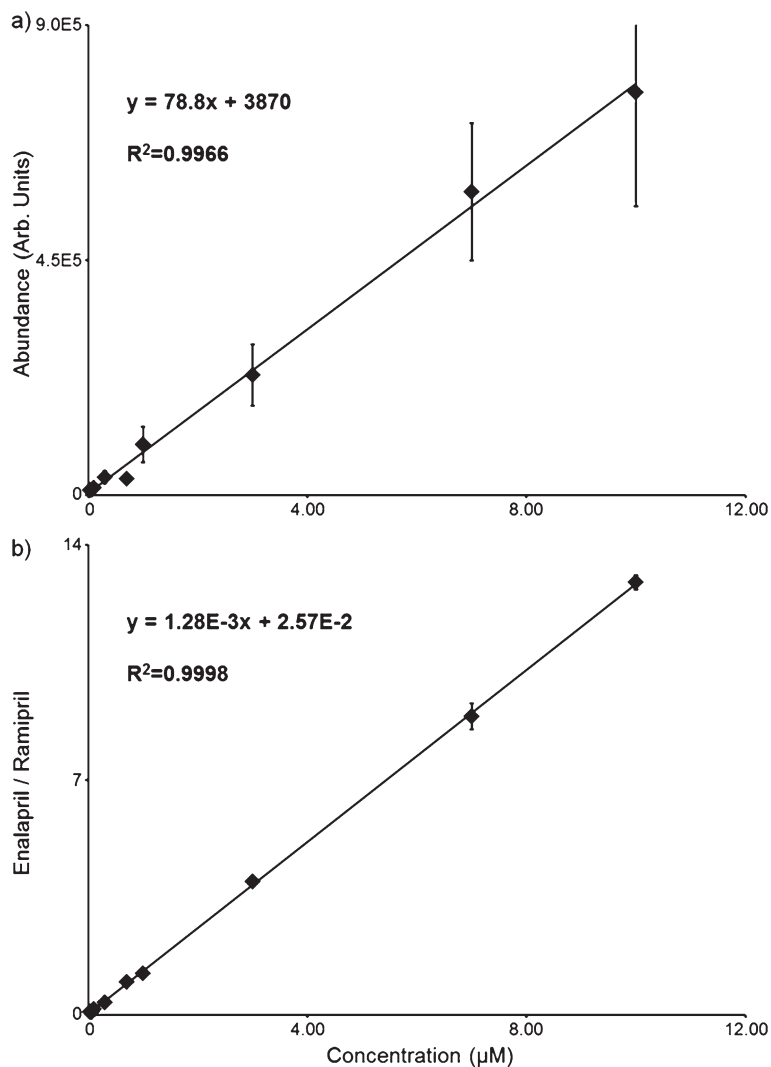 a)
9.0E5
y = 78.8x + 3870
R²=0.9966
Abundance (Arb. Units)
4.5E5
0
0 4.00 8.00 12.00
b)
14
y = 1.28E-3x + 2.57E-2
R²=0.9998
Enalapril / Ramipril
7
0
0 4.00 8.00 12.00
Concentration (µM)